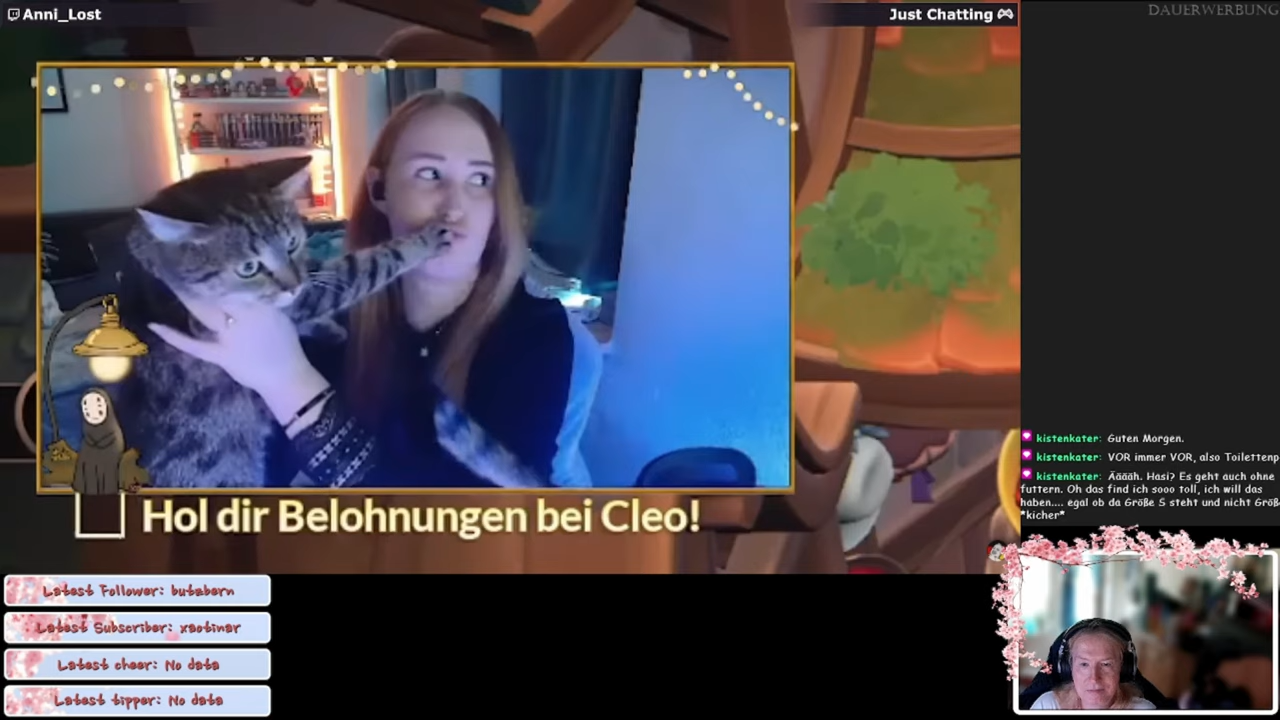 Anni_Lost
Just Chatting
DAUERWERBUNG
kistenkater: Guten Morgen.
kistenkater: VOR immer VOR, also Toilettenp
kistenkater: Äääăh. Hasi? Es geht auch ohne
futtern. Oh das find ich sooo toll, ich will das
haben.... egal ob da Größe S steht und nicht Größ
*kicher*
Hol dir Belohnungen bei Cleo!
Latest Follower: butzbern
Latest Subscriber: xaotinar
Latest cheer: No data
Latest tipper: No data